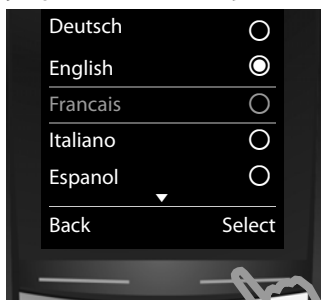 Deutsch
English
Francais
Italiano
Espanol
Back Select